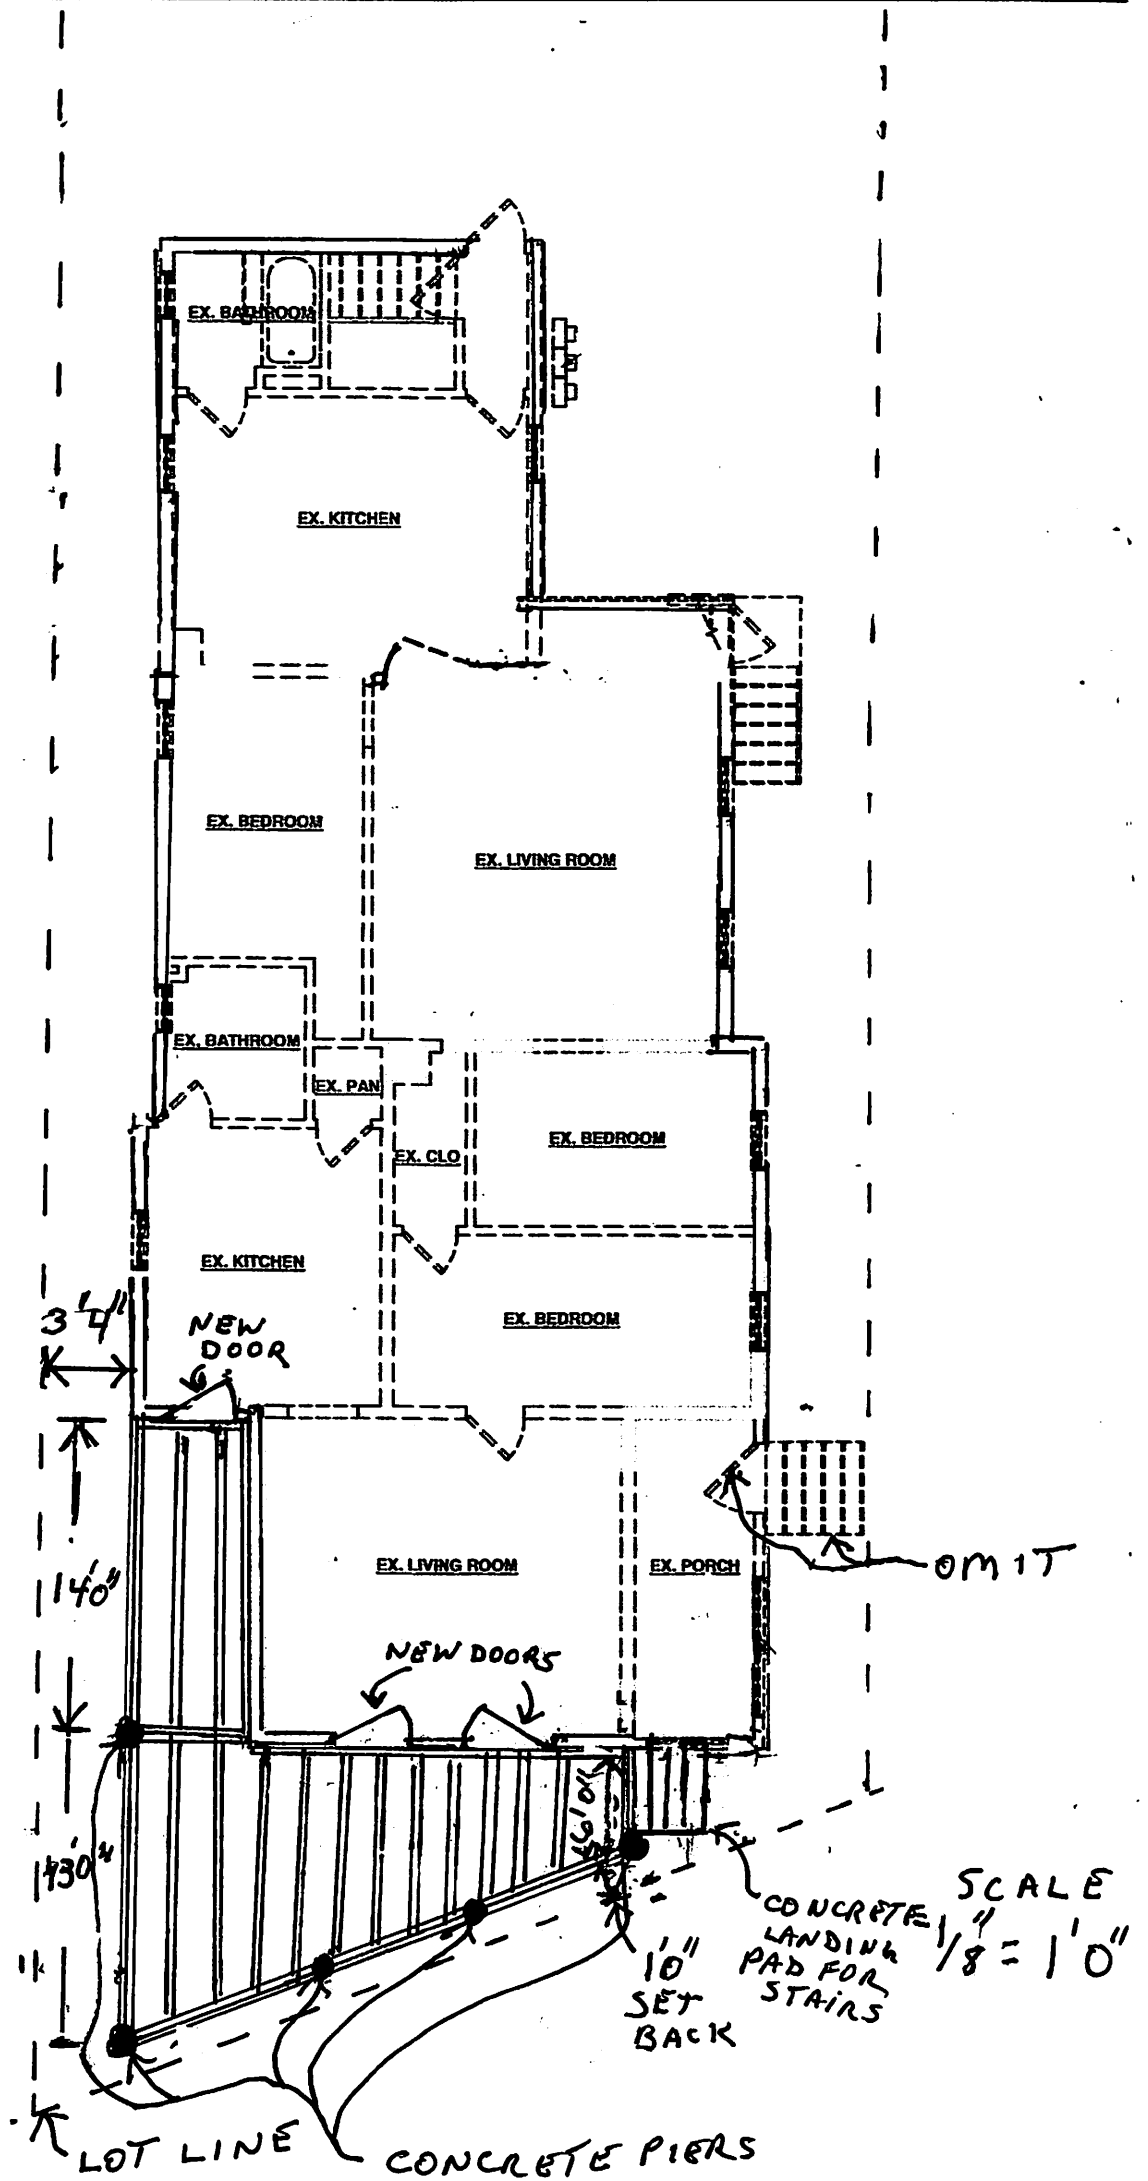 EX. BATHROOM
EX. KITCHEN
EX. BEDROOM
EX. LIVING ROOM
EX. BATHROOM
EX. PAN
EX. CLO
EX. BEDROOM
EX. KITCHEN
EX. BEDROOM
3'4"
NEW
DOOR
14'0"
EX. LIVING ROOM
EX. PORCH
OMIT
NEW DOORS
6'0"
SCALE
1/8" = 1'0"
CONCRETE
LANDING
PAD FOR
STAIRS
1'0"
SET
BACK
LOT LINE
CONCRETE PIERS